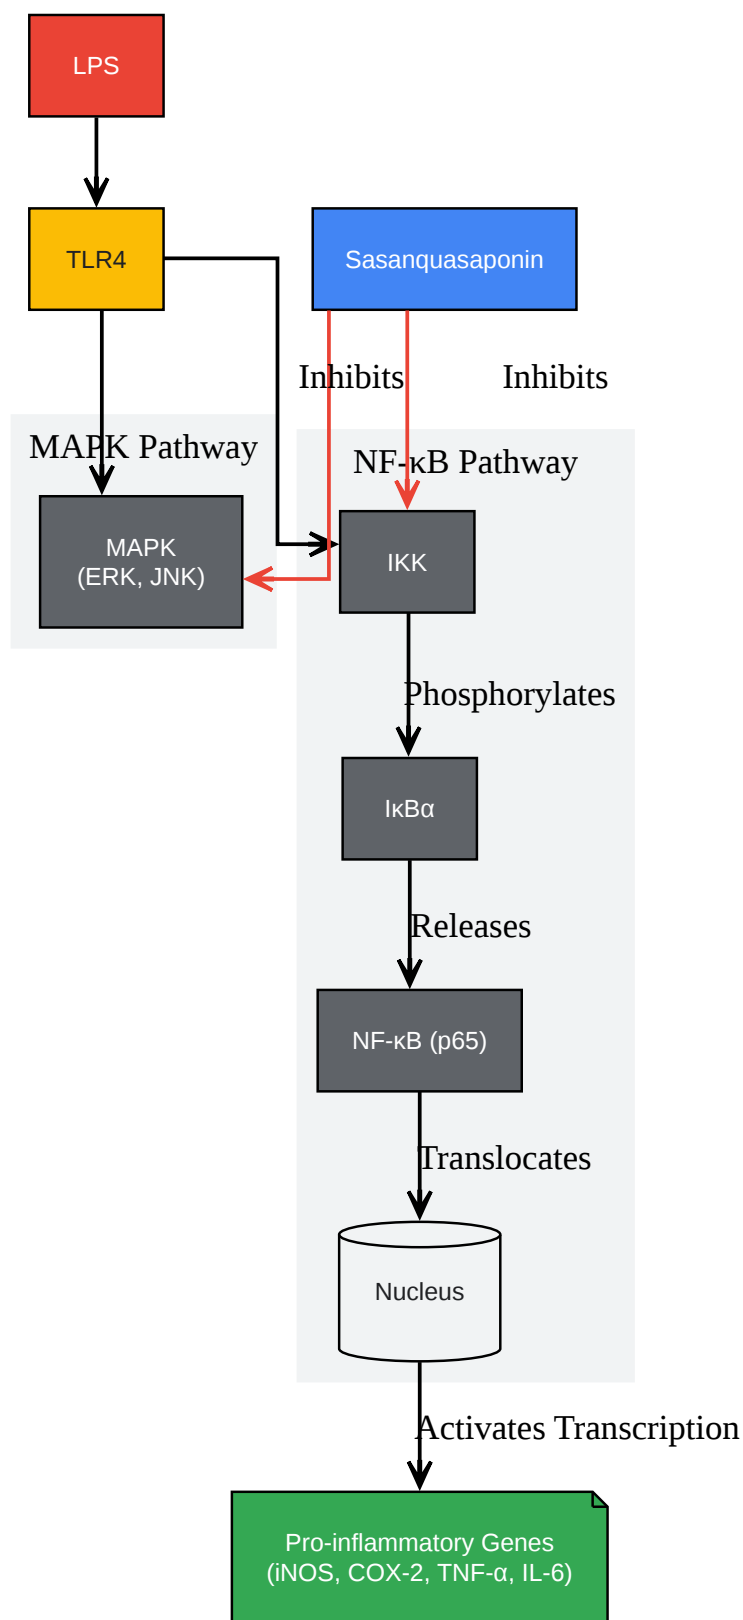 LPS
TLR4
Sasanquasaponin
Inhibits
Inhibits
MAPK Pathway
NF-κB Pathway
MAPK
(ERK, JNK)
IKK
Phosphorylates
IκBα
Releases
NF-κB (p65)
Translocates
Nucleus
Activates Transcription
Pro-inflammatory Genes
(iNOS, COX-2, TNF-α, IL-6)